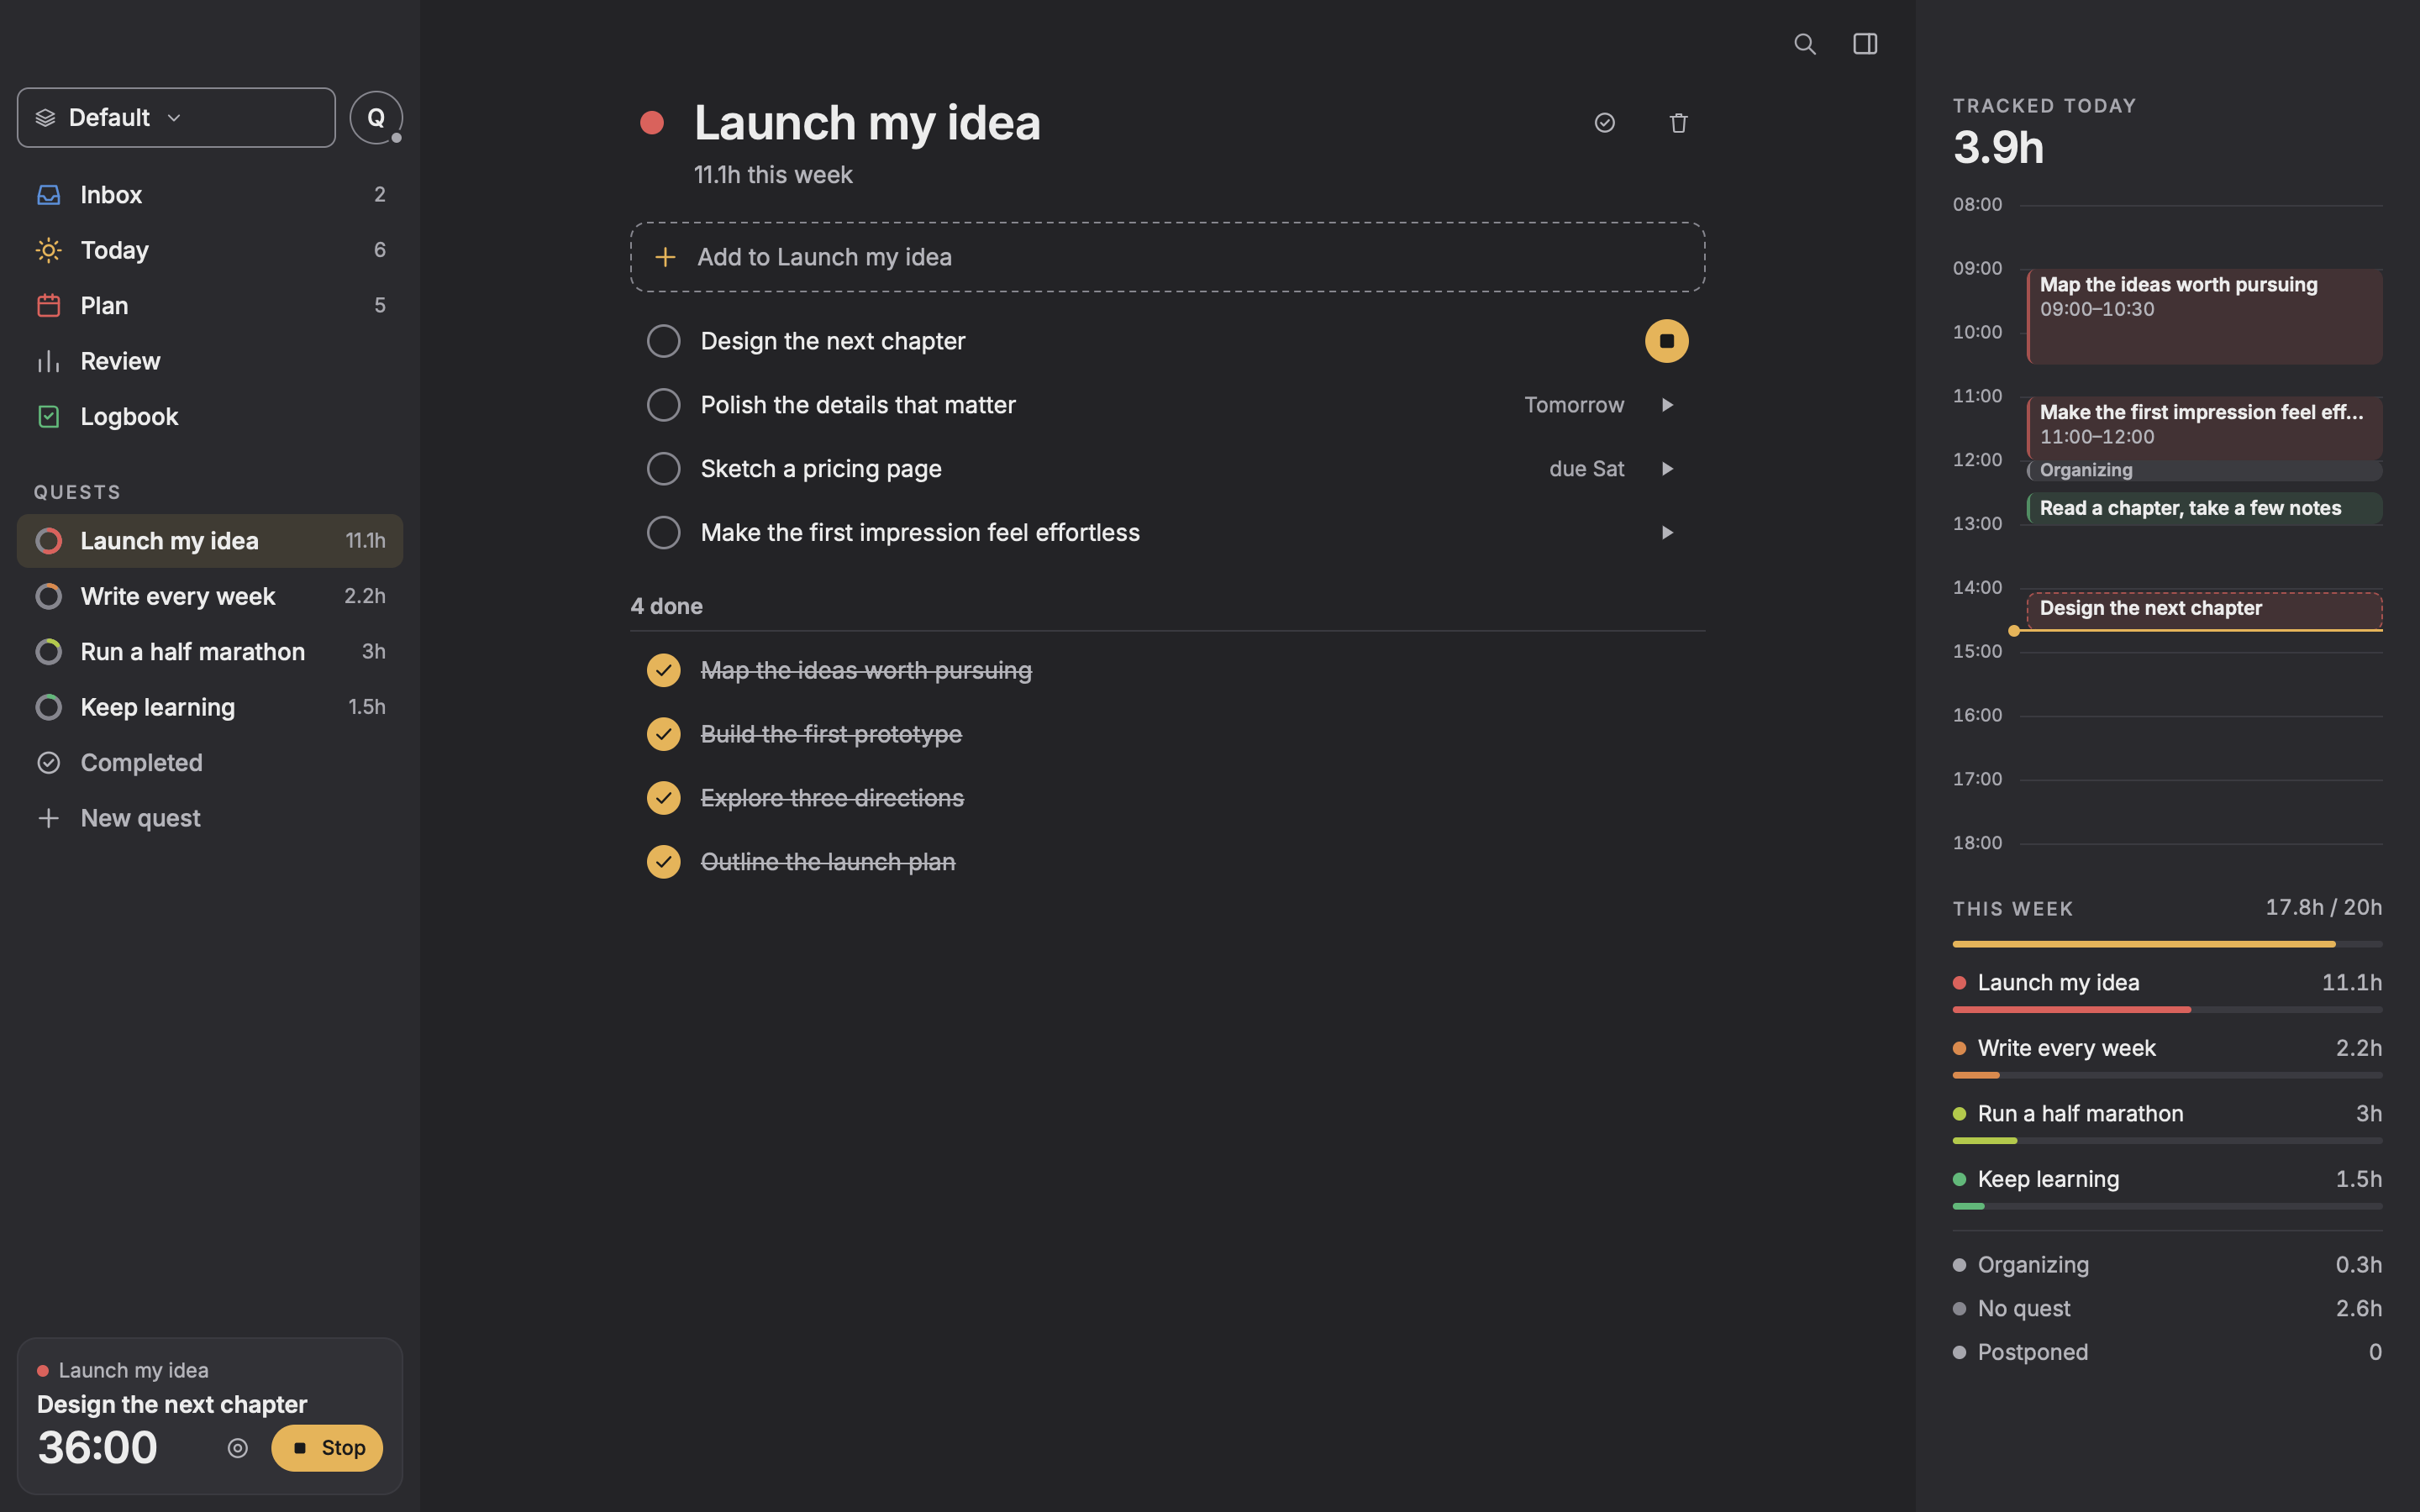 Default
Q
Inbox 2
Today 6
Plan 5
Review
Logbook
QUESTS
Launch my idea 11.1h
Write every week 2.2h
Run a half marathon 3h
Keep learning 1.5h
Completed
New quest
Launch my idea
Design the next chapter
36:00
Stop
Launch my idea
11.1h this week
Add to Launch my idea
Design the next chapter
Polish the details that matter Tomorrow
Sketch a pricing page due Sat
Make the first impression feel effortless
4 done
Map the ideas worth pursuing
Build the first prototype
Explore three directions
Outline the launch plan
TRACKED TODAY
3.9h
08:00
09:00
Map the ideas worth pursuing
09:00–10:30
10:00
11:00
Make the first impression feel eff...
11:00–12:00
12:00
Organizing
Read a chapter, take a few notes
13:00
14:00
Design the next chapter
15:00
16:00
17:00
18:00
THIS WEEK 17.8h / 20h
Launch my idea 11.1h
Write every week 2.2h
Run a half marathon 3h
Keep learning 1.5h
Organizing 0.3h
No quest 2.6h
Postponed 0